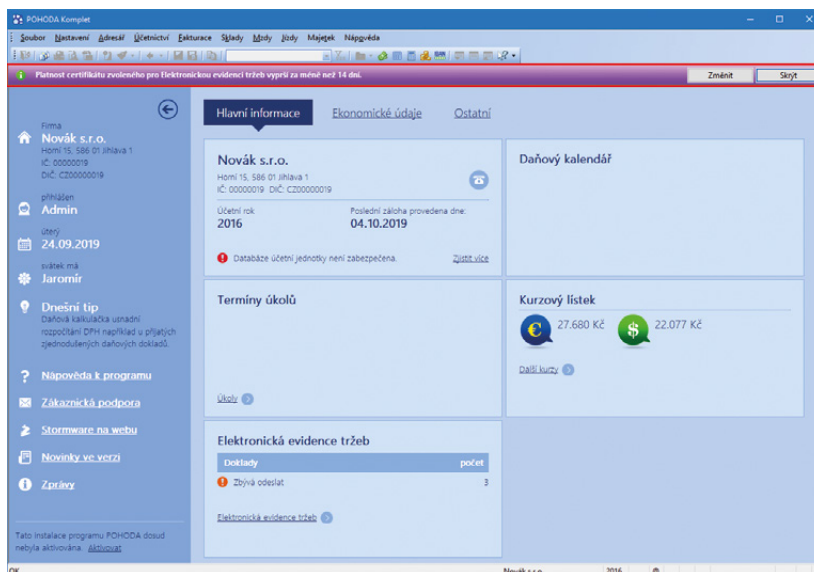 POHODA Komplet
Soubor Nastavení Adresář Účetnictví Fakturace Sklady Mzdy Jízdy Majetek Nápověda
Platnost certifikátu zvoleného pro Elektronickou evidenci tržeb vyprší za méně než 14 dní.
Změnit
Skrýt
Firma
Novák s.r.o.
Horní 15, 586 01 Jihlava 1
IČ: 00000019
DIČ: CZ00000019
přihlášen
Admin
úterý
24.09.2019
svátek má
Jaromír
Dnešní tip
Daňová kalkulačka usnadní
rozpočítání DPH například u přijatých
zjednodušených daňových dokladů.
Nápověda k programu
Zákaznická podpora
Stormware na webu
Novinky ve verzi
Zprávy
Tato instalace programu POHODA dosud
nebyla aktivována. Aktivovat
Hlavní informace
Ekonomické údaje
Ostatní
Novák s.r.o.
Horní 15, 586 01 Jihlava 1
IČ: 00000019 DIČ: CZ00000019
Účetní rok
2016
Poslední záloha provedena dne:
04.10.2019
Databáze účetní jednotky není zabezpečena.
Zjistit více
Daňový kalendář
Termíny úkolů
Úkoly
Kurzový lístek
€ 27.680 Kč
$ 22.077 Kč
Další kurzy
Elektronická evidence tržeb
Doklady počet
Zbývá odeslat 3
Elektronická evidence tržeb
OK
Novák s.r.o. 2016 @